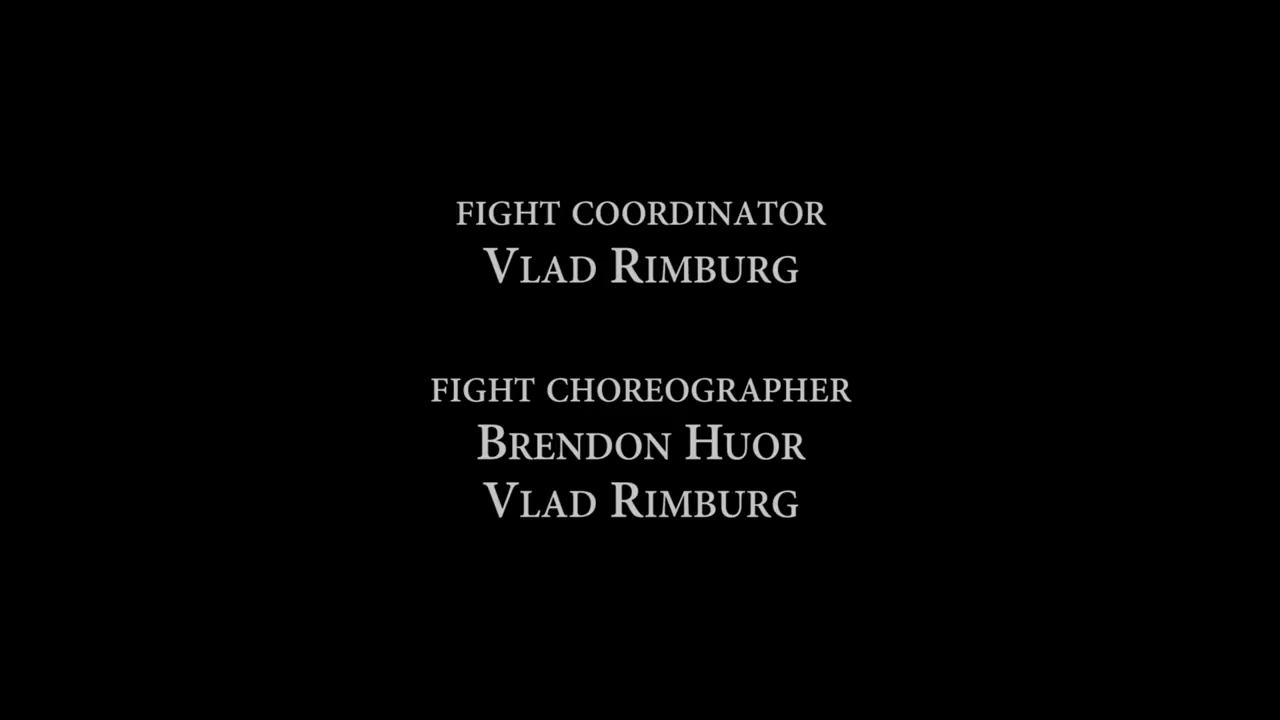 FIGHT COORDINATOR
VLAD RIMBURG
FIGHT CHOREOGRAPHER
BRENDON HUOR
VLAD RIMBURG